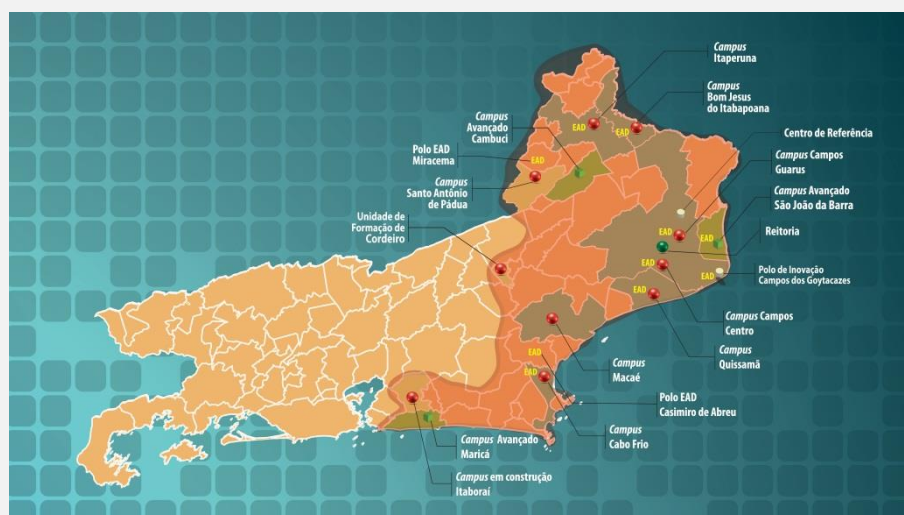 Campus
Itaperuna
Campus
Bom Jesus
do Itabapoana
Campus
Avançado
Cambuci
Centro de Referência
Polo EAD
Miracema
Campus Campos
Guarus
Campus
Santo Antônio
de Pádua
Campus Avançado
São João da Barra
Unidade de
Formação de
Cordeiro
Reitoria
Polo de Inovação
Campos dos Goytacazes
Campus Campos
Centro
Campus
Quissamã
Campus
Macaé
Polo EAD
Casimiro de Abreu
Campus
Cabo Frio
Campus Avançado
Maricá
Campus em construção
Itaboraí
EAD
EAD
EAD
EAD
EAD
EAD
EAD
EAD
EAD
EAD